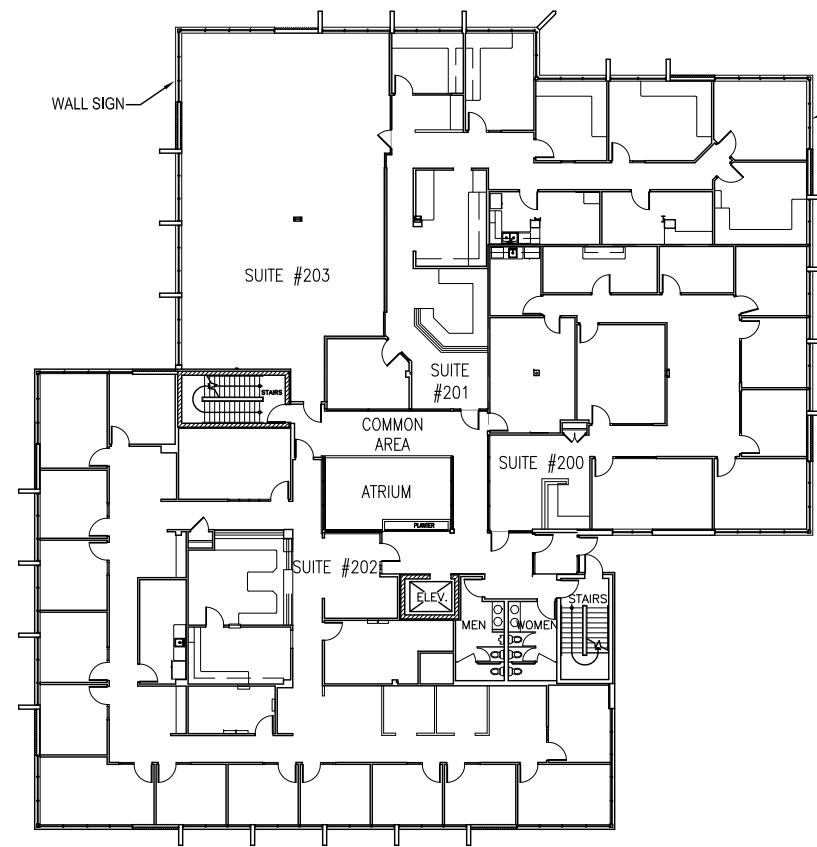 WALL SIGN
SUITE #203
SUITE
#201
STAIRS
COMMON
AREA
SUITE #200
ATRIUM
PLANTER
SUITE #202
ELEV.
STAIRS
MEN
WOMEN